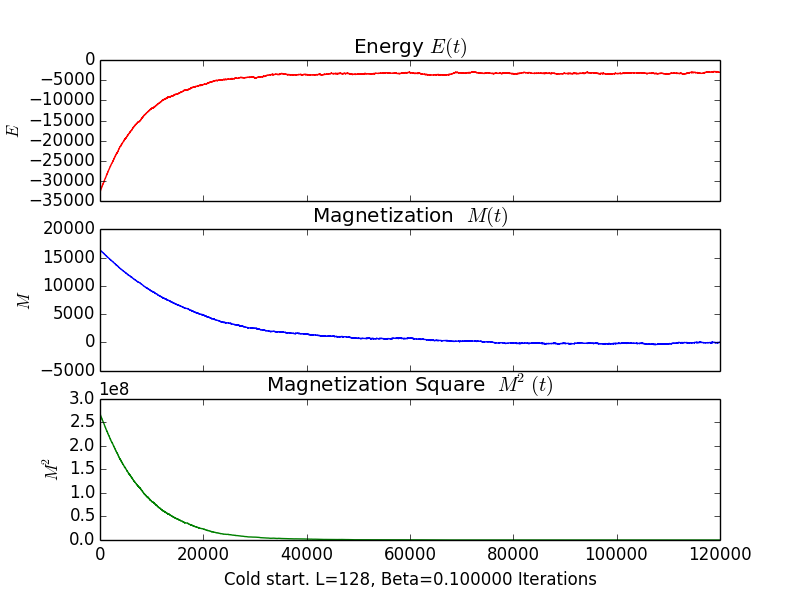 Energy E(t)
0
−5000
−10000
−15000
−20000
−25000
−30000
−35000
E
Magnetization M(t)
20000
15000
10000
5000
0
−5000
M
Magnetization Square M² (t)
1e8
3.0
2.5
2.0
1.5
1.0
0.5
0.0
M²
0 20000 40000 60000 80000 100000 120000
Cold start. L=128, Beta=0.100000 Iterations